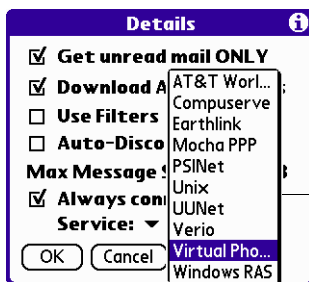 Details
Get unread mail ONLY
Download A
Use Filters
Auto-Disco
Max Message
Always con
Service:
OK
Cancel
AT&T Worl...
Compuserve
Earthlink
Mocha PPP
PSINet
Unix
UUNet
Verio
Virtual Pho...
Windows RAS